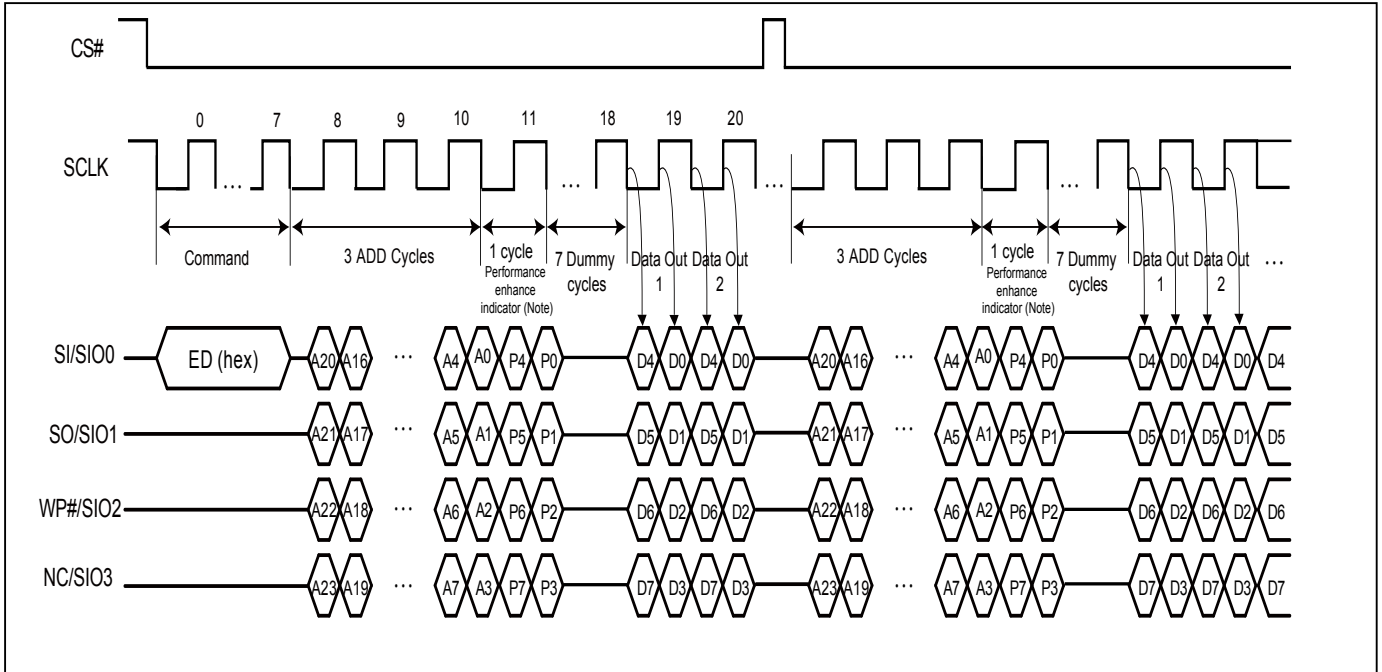 CS#
0 7 8 9 10 11 18 19 20
SCLK
... ... ... ...
Command
3 ADD Cycles
1 cycle
Performance
enhance
indicator (Note)
7 Dummy
cycles
Data Out
1
Data Out
2
3 ADD Cycles
1 cycle
Performance
enhance
indicator (Note)
7 Dummy
cycles
Data Out
1
Data Out
2
...
SI/SIO0 ED (hex) A20 A16 ... A4 A0 P4 P0 D4 D0 D4 D0 A20 A16 ... A4 A0 P4 P0 D4 D0 D4 D0 D4
SO/SIO1 A21 A17 ... A5 A1 P5 P1 D5 D1 D5 D1 A21 A17 ... A5 A1 P5 P1 D5 D1 D5 D1 D5
WP#/SIO2 A22 A18 ... A6 A2 P6 P2 D6 D2 D6 D2 A22 A18 ... A6 A2 P6 P2 D6 D2 D6 D2 D6
NC/SIO3 A23 A19 ... A7 A3 P7 P3 D7 D3 D7 D3 A23 A19 ... A7 A3 P7 P3 D7 D3 D7 D3 D7